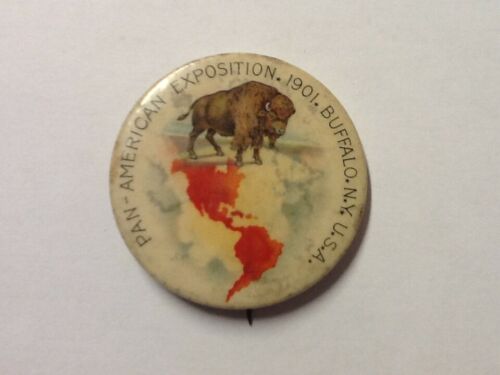 PAN-AMERICAN EXPOSITION. 1901. BUFFALO. N.Y. U.S.A.